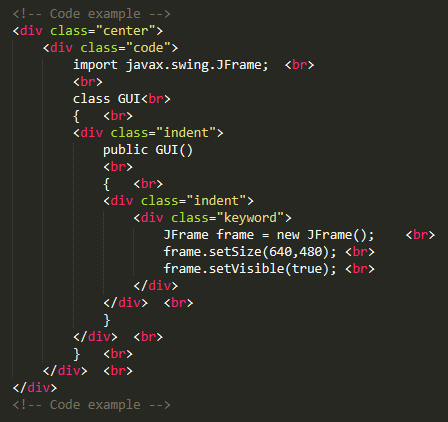 <!-- Code example -->
<div class="center">
    <div class="code">
        import javax.swing.JFrame;  <br>
        <br>
        class GUI<br>
        {   <br>
        <div class="indent">
            public GUI()
            <br>
            {   <br>
            <div class="indent">
                <div class="keyword">
                    JFrame frame = new JFrame();    <br>
                    frame.setSize(640,480); <br>
                    frame.setVisible(true); <br>
                </div>
            </div>  <br>
            }
        </div>  <br>
        }   <br>
    </div>  <br>
</div>
<!-- Code example -->